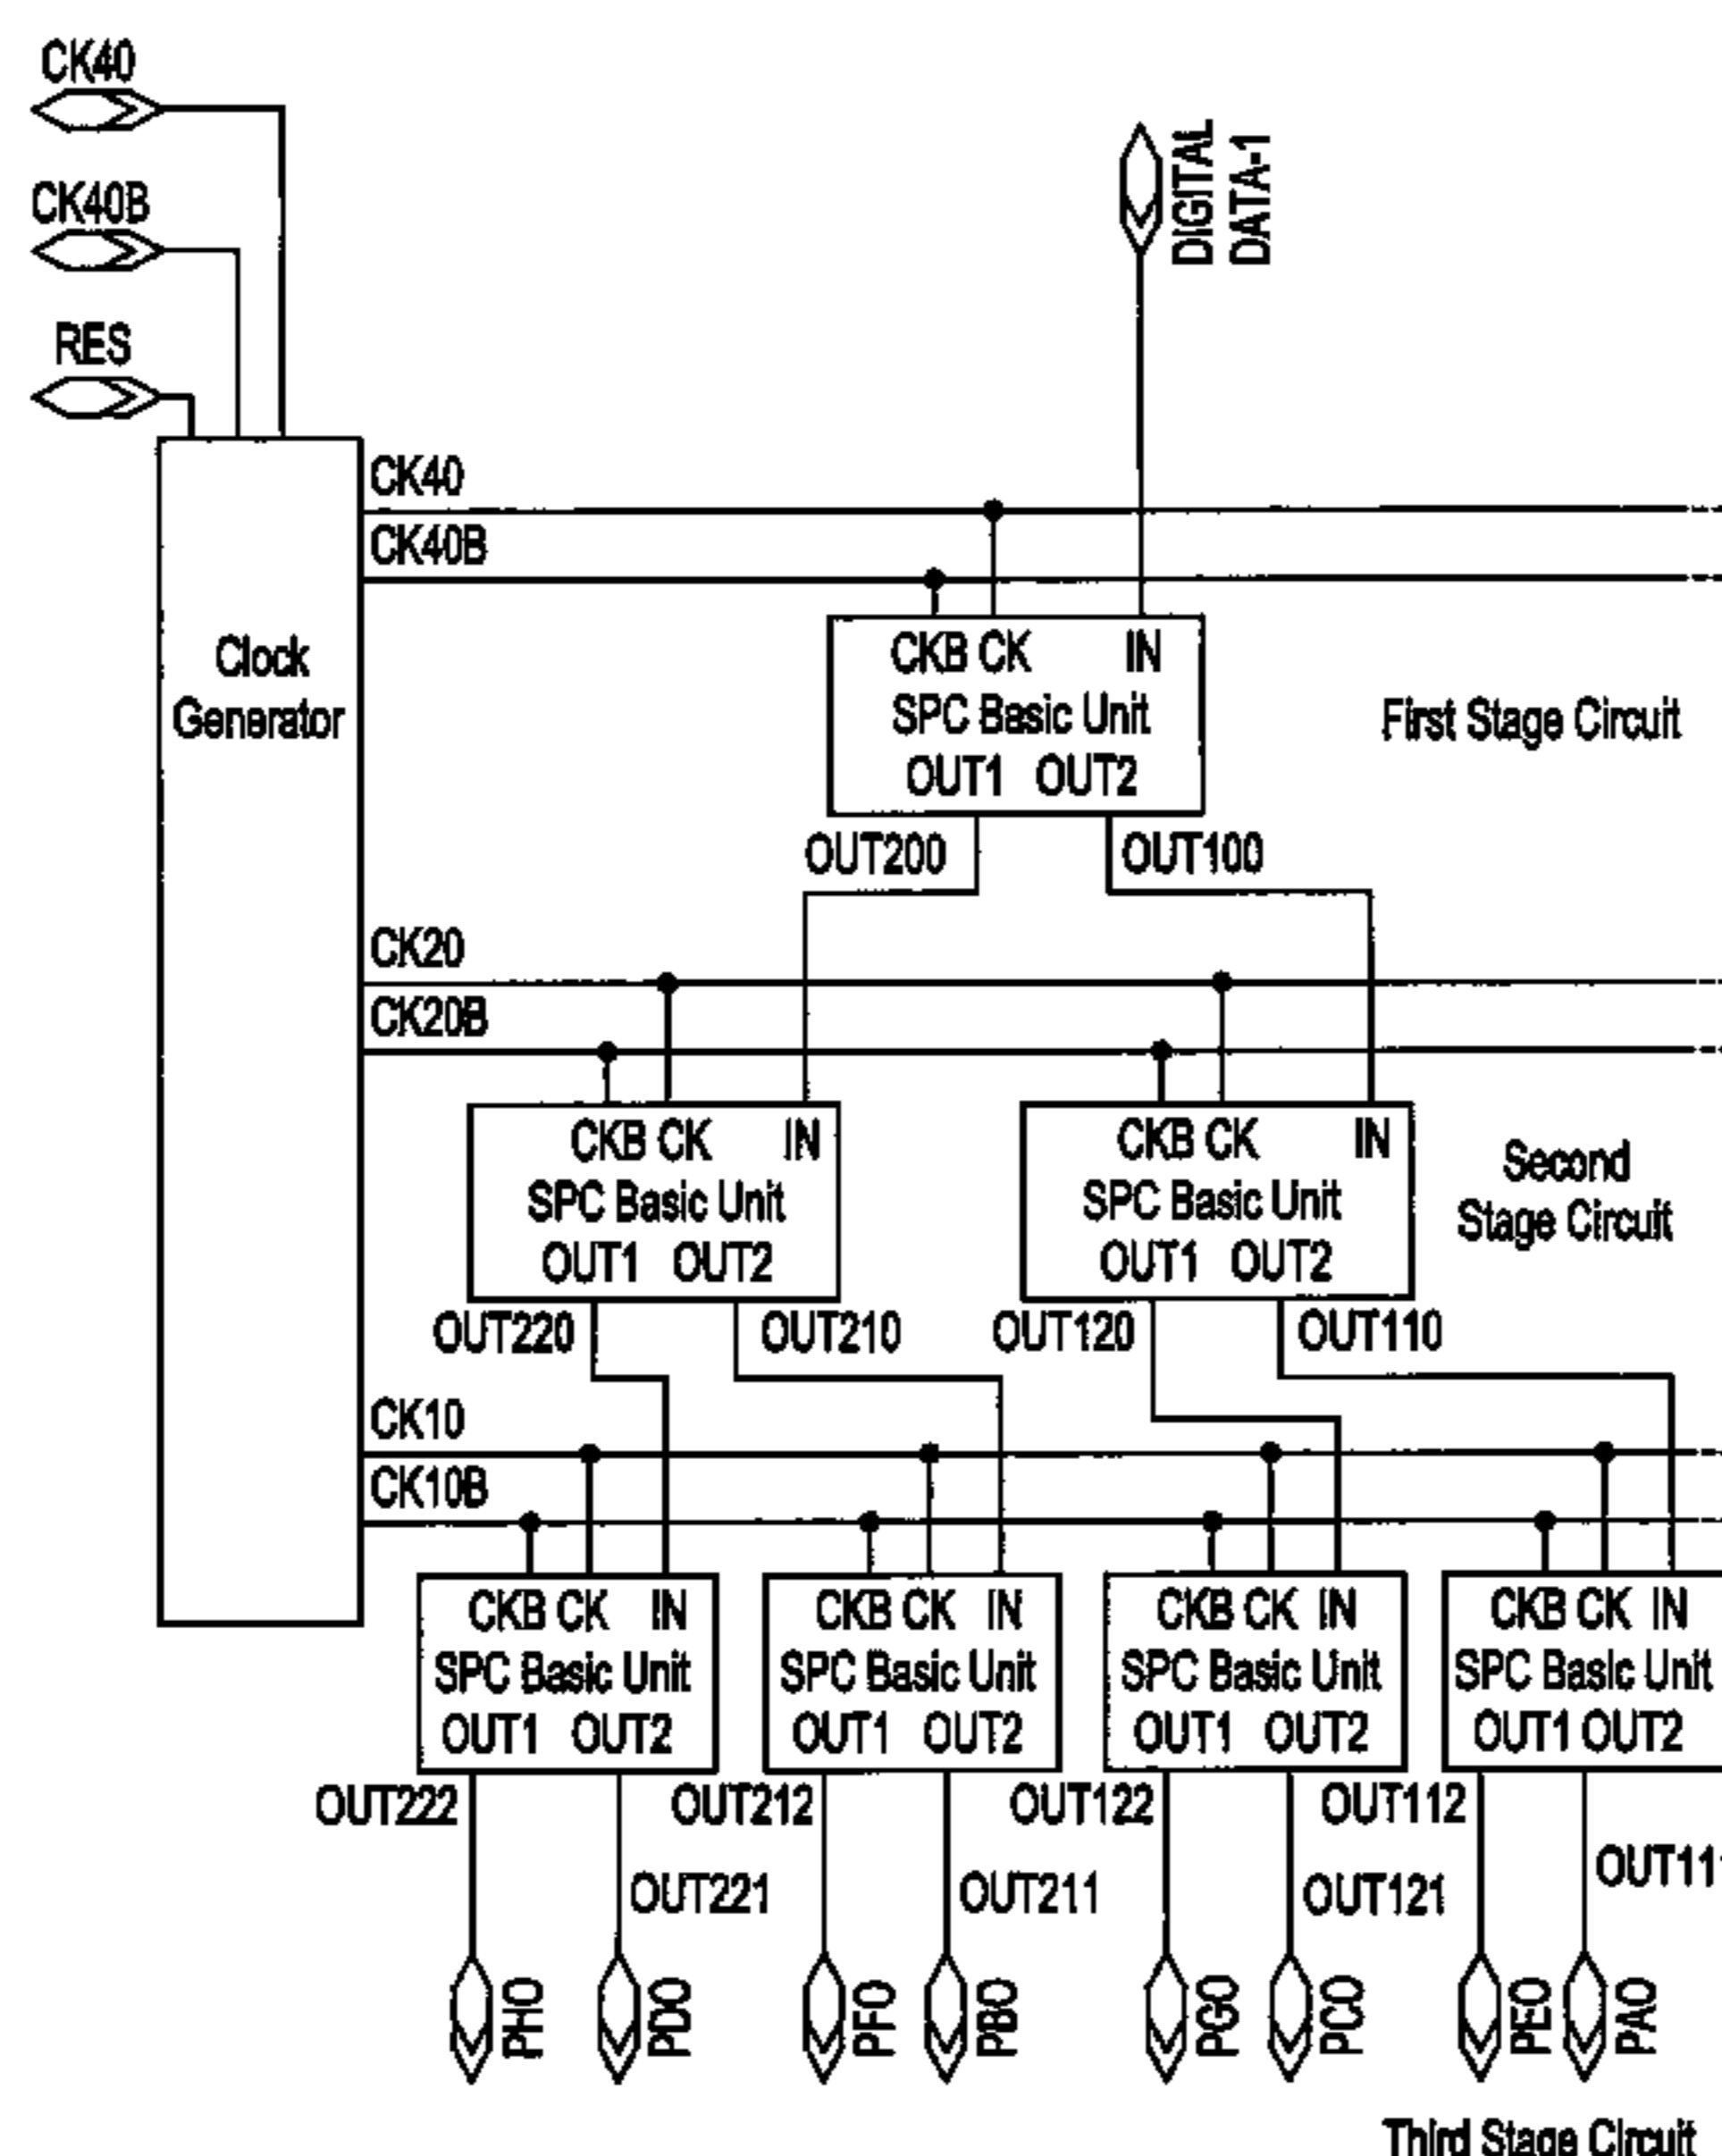 CK40
CK40B
RES
DIGITAL
DATA-1
CK40
CK40B
Clock
Generator
CKB CK IN
SPC Basic Unit
OUT1 OUT2
First Stage Circuit
OUT200
OUT100
CK20
CK20B
CKB CK IN
SPC Basic Unit
OUT1 OUT2
CKB CK IN
SPC Basic Unit
OUT1 OUT2
Second
Stage Circuit
OUT220
OUT210
OUT120
OUT110
CK10
CK10B
CKB CK IN
SPC Basic Unit
OUT1 OUT2
CKB CK IN
SPC Basic Unit
OUT1 OUT2
CKB CK IN
SPC Basic Unit
OUT1 OUT2
CKB CK IN
SPC Basic Unit
OUT1 OUT2
OUT222
OUT212
OUT122
OUT112
OUT221
OUT211
OUT121
PHO
PDO
PFO
PBO
PGO
PCO
PEO
PAO
Third Stage Circuit